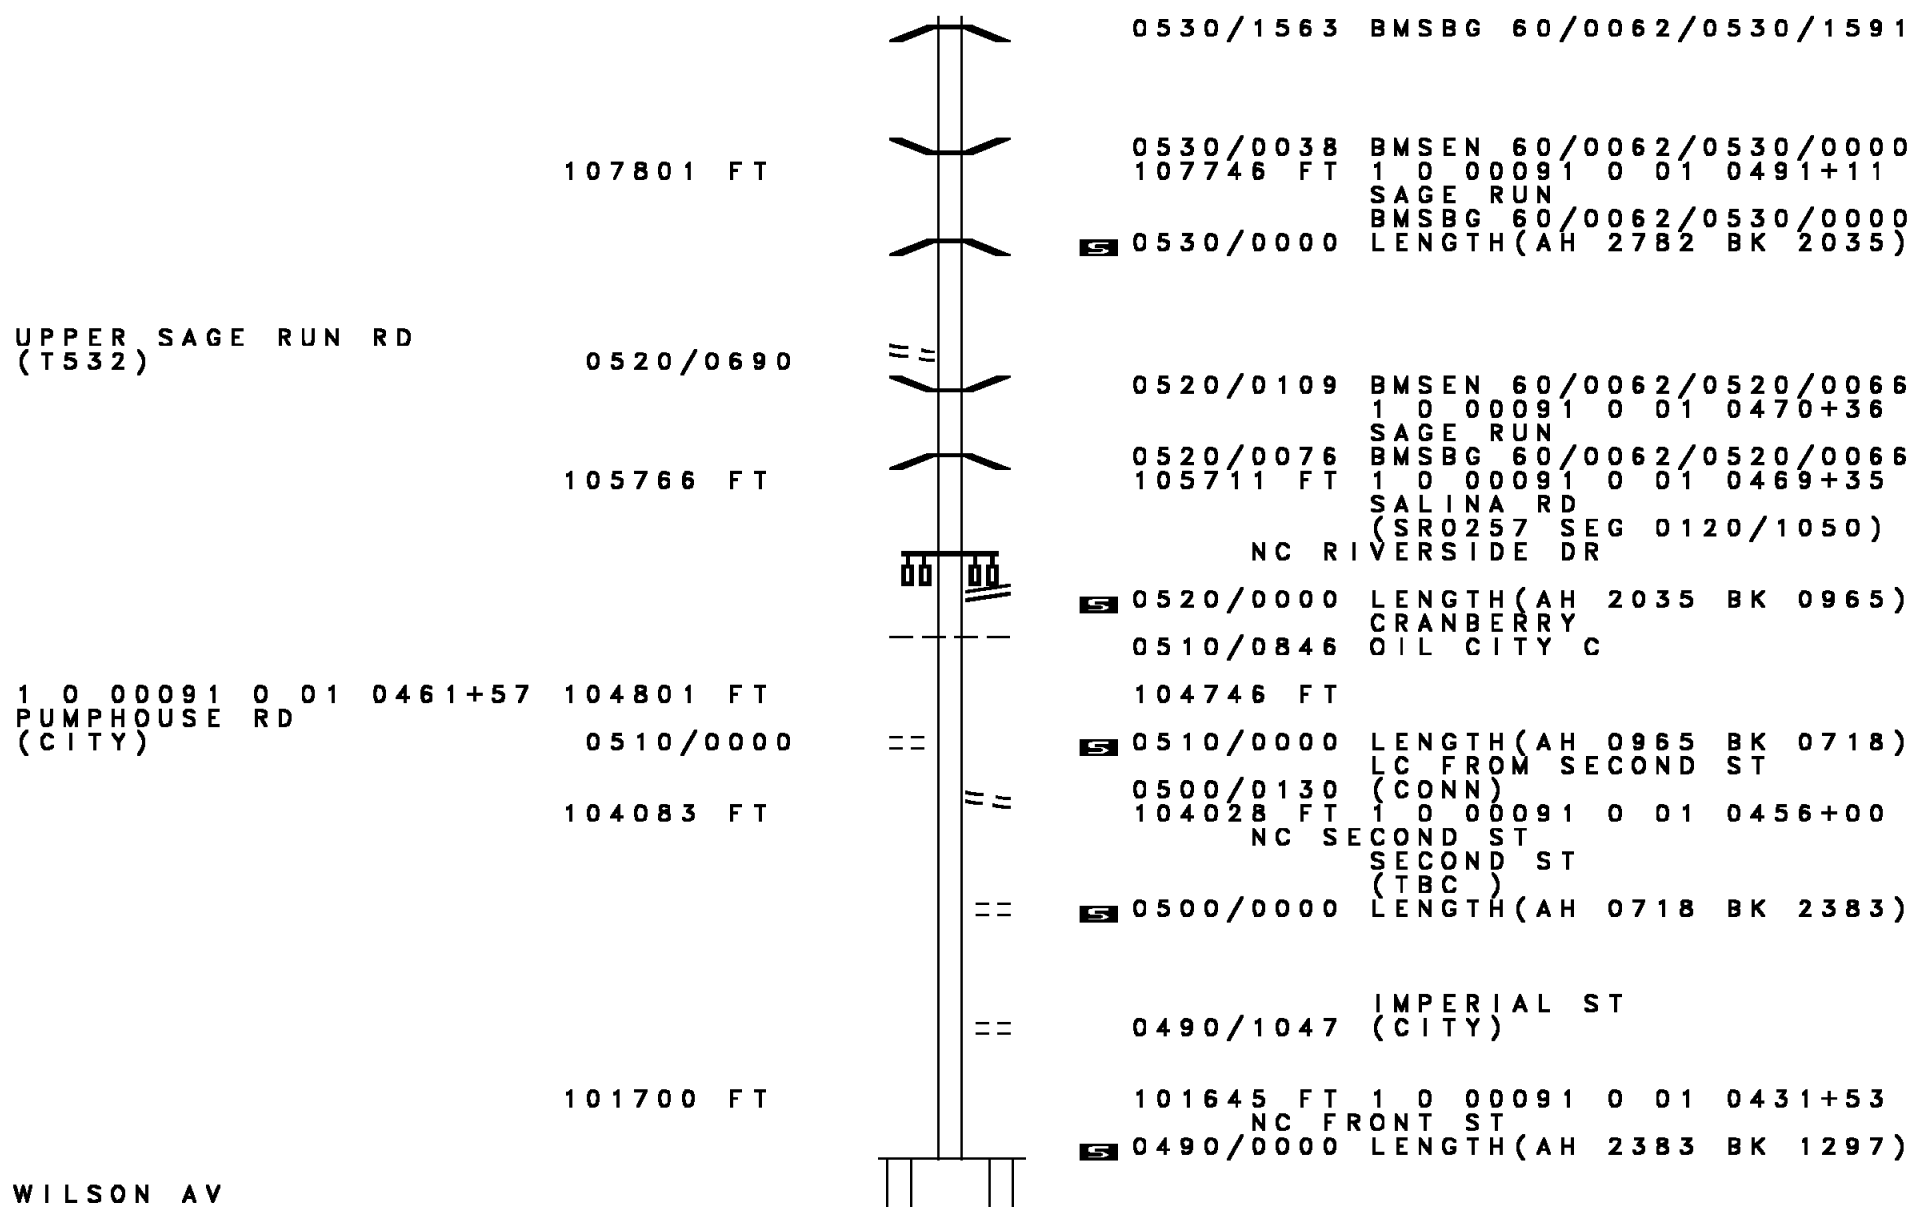 0530/1563 BMSBG 60/0062/0530/1591
0530/0038 BMSEN 60/0062/0530/0000
107801 FT 107746 FT 1 0 00091 0 01 0491+11
SAGE RUN
BMSBG 60/0062/0530/0000
S 0530/0000 LENGTH(AH 2782 BK 2035)
UPPER SAGE RUN RD
(T532) 0520/0690
0520/0109 BMSEN 60/0062/0520/0066
1 0 00091 0 01 0470+36
SAGE RUN
0520/0076 BMSBG 60/0062/0520/0066
105766 FT 105711 FT 1 0 00091 0 01 0469+35
SALINA RD
(SR0257 SEG 0120/1050)
NC RIVERSIDE DR
S 0520/0000 LENGTH(AH 2035 BK 0965)
CRANBERRY
0510/0846 OIL CITY C
1 0 00091 0 01 0461+57 104801 FT 104746 FT
PUMPHOUSE RD
(CITY) 0510/0000 S 0510/0000 LENGTH(AH 0965 BK 0718)
LC FROM SECOND ST
0500/0130 (CONN)
104083 FT 104028 FT 1 0 00091 0 01 0456+00
NC SECOND ST
SECOND ST
(TBC )
S 0500/0000 LENGTH(AH 0718 BK 2383)
IMPERIAL ST
0490/1047 (CITY)
101700 FT 101645 FT 1 0 00091 0 01 0431+53
NC FRONT ST
S 0490/0000 LENGTH(AH 2383 BK 1297)
WILSON AV